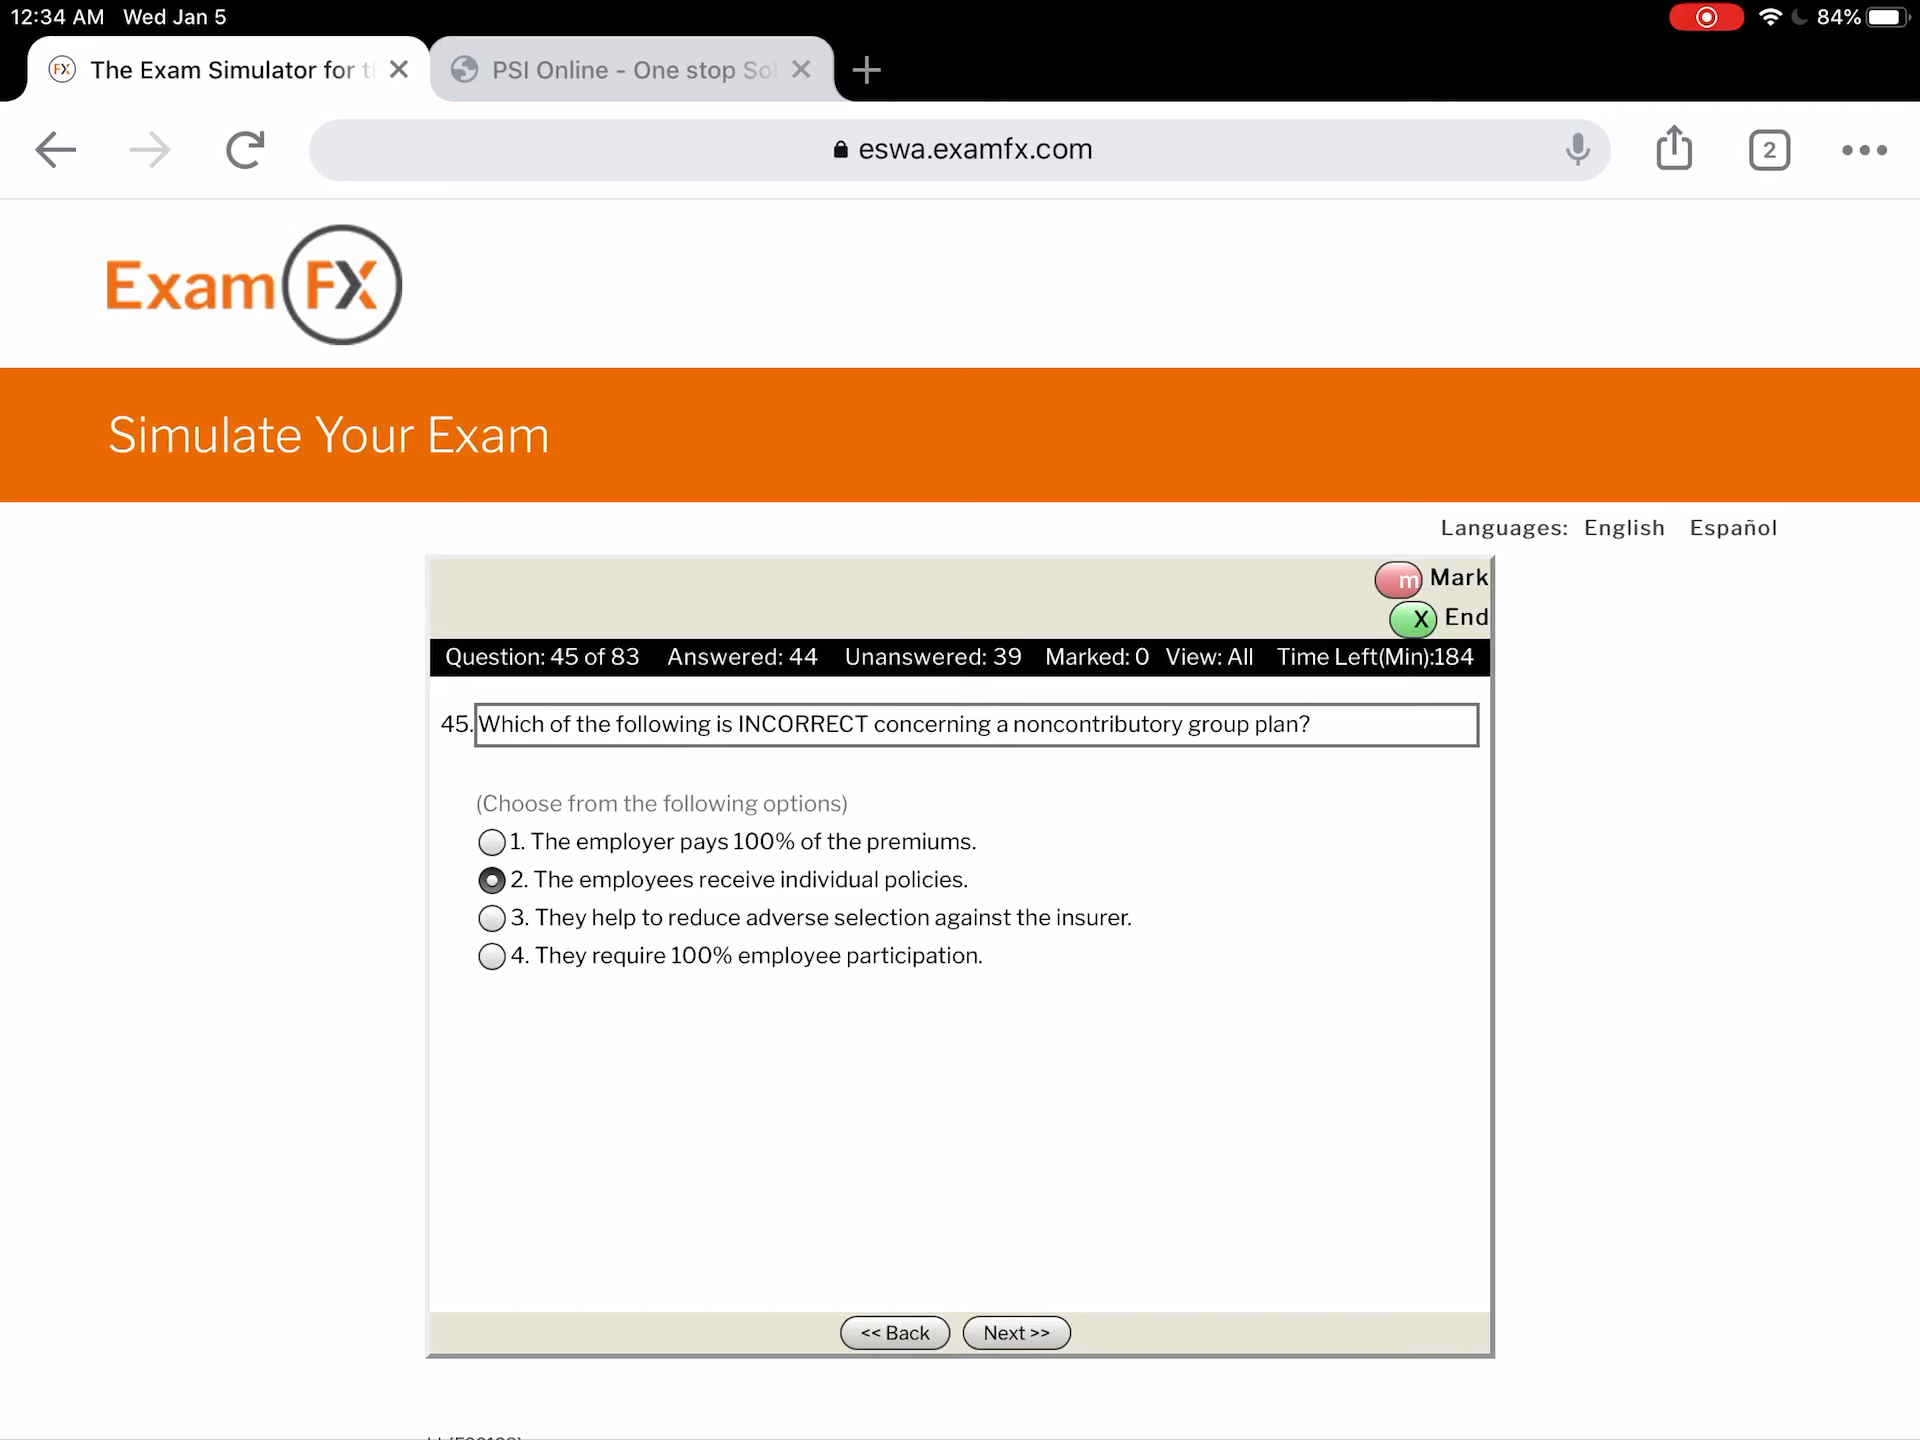 12:34 AM Wed Jan 5
84%
FX The Exam Simulator for t
PSI Online - One stop Sol
eswa.examfx.com
2
Exam FX
Simulate Your Exam
Languages: English Español
m Mark
X End
Question: 45 of 83 Answered: 44 Unanswered: 39 Marked: 0 View: All Time Left(Min):184
45. Which of the following is INCORRECT concerning a noncontributory group plan?
(Choose from the following options)
1. The employer pays 100% of the premiums.
2. The employees receive individual policies.
3. They help to reduce adverse selection against the insurer.
4. They require 100% employee participation.
<< Back Next >>